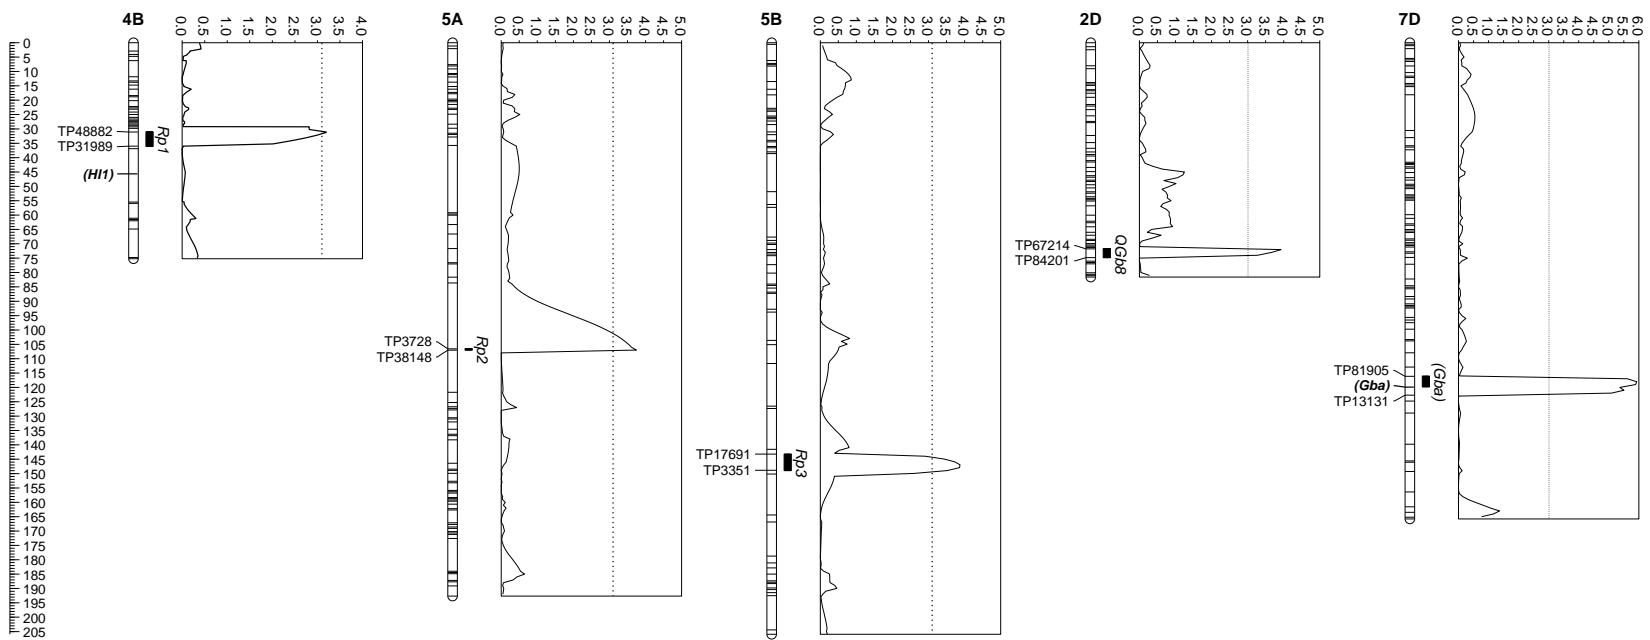 4B
5A
5B
2D
7D
0.0 0.5 1.0 1.5 2.0 2.5 3.0 3.5 4.0
0.0 0.5 1.0 1.5 2.0 2.5 3.0 3.5 4.0 4.5 5.0
0.0 0.5 1.0 1.5 2.0 2.5 3.0 3.5 4.0 4.5 5.0
0.0 0.5 1.0 1.5 2.0 2.5 3.0 3.5 4.0 4.5 5.0
0.0 0.5 1.0 1.5 2.0 2.5 3.0 3.5 4.0 4.5 5.0 5.5 6.0
0
5
10
15
20
25
30
35
40
45
50
55
60
65
70
75
80
85
90
95
100
105
110
115
120
125
130
135
140
145
150
155
160
165
170
175
180
185
190
195
200
205
TP48882
TP31989
(Hl1)
Rp1
TP3728
TP38148
Rp2
TP17691
TP3351
Rp3
TP67214
TP84201
QGb8
TP81905
(Gba)
TP13131
(Gba)